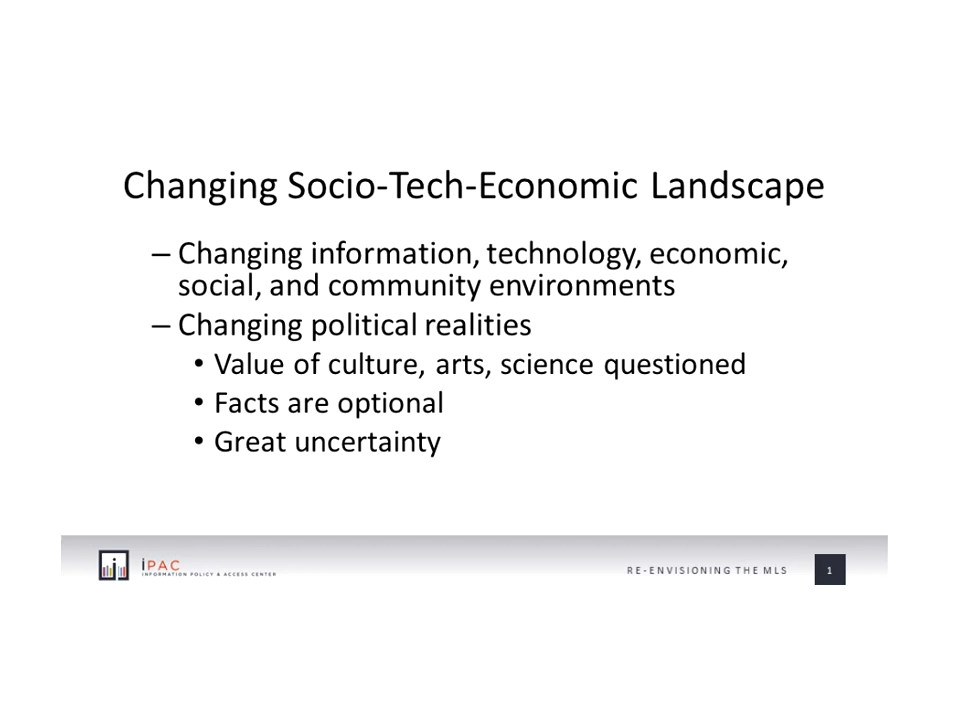 Changing Socio-Tech-Economic Landscape
– Changing information, technology, economic,
social, and community environments
– Changing political realities
• Value of culture, arts, science questioned
• Facts are optional
• Great uncertainty
iPAC
INFORMATION POLICY & ACCESS CENTER
RE-ENVISIONING THE MLS
1